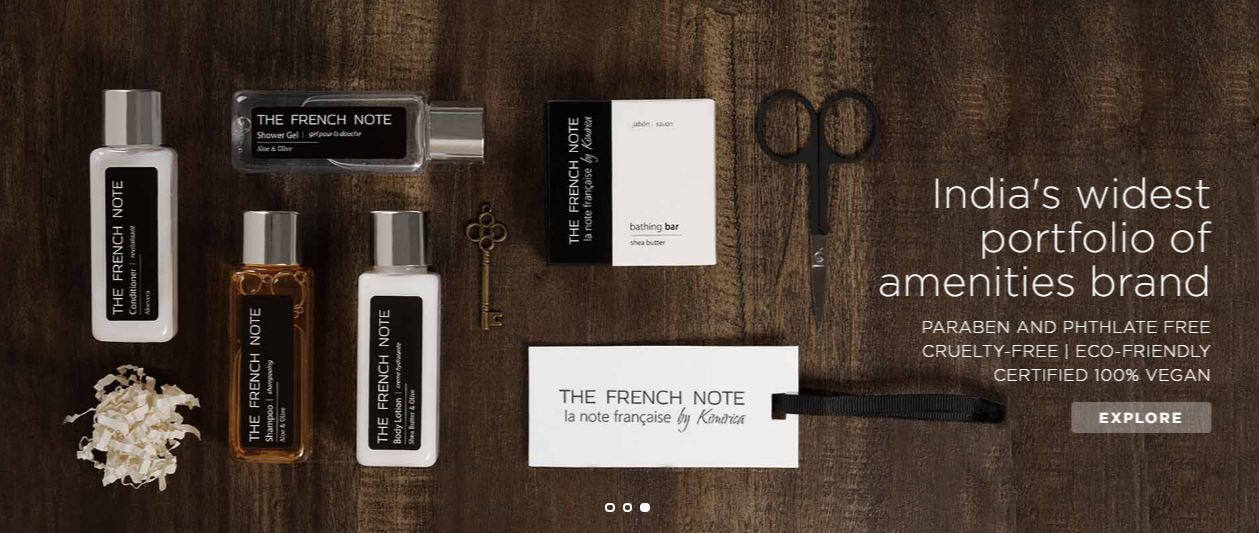 THE FRENCH NOTE
Conditioner | revitalisant
Aloevera
THE FRENCH NOTE
Shower Gel | gel pour la douche
Aloe & Olive
THE FRENCH NOTE
Shampoo | shampooing
Aloe & Olive
THE FRENCH NOTE
Body Lotion | creme hydratante
Shea Butter & Olive
THE FRENCH NOTE
la note française by Kimirica
jabón | savon
bathing bar
shea butter
THE FRENCH NOTE
la note française by Kimirica
India's widest
portfolio of
amenities brand
PARABEN AND PHTHLATE FREE
CRUELTY-FREE | ECO-FRIENDLY
CERTIFIED 100% VEGAN
EXPLORE